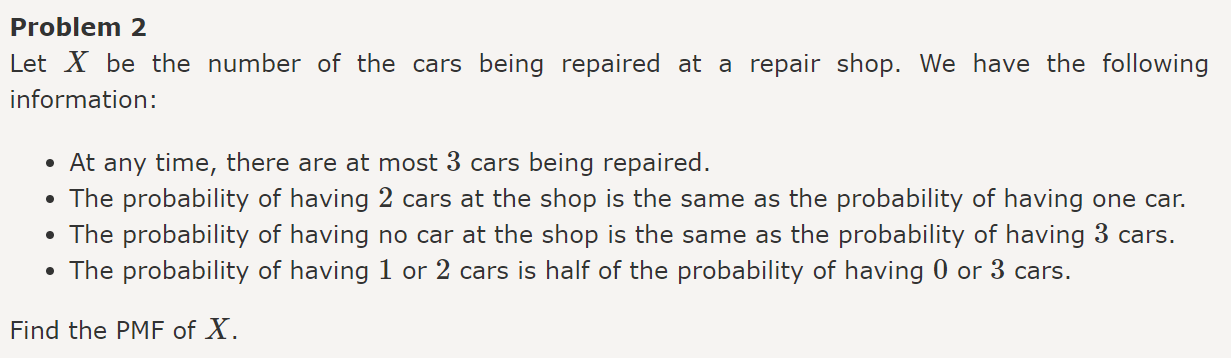 Problem 2
Let X be the number of the cars being repaired at a repair shop. We have the following
information:
• At any time, there are at most 3 cars being repaired.
• The probability of having 2 cars at the shop is the same as the probability of having one car.
• The probability of having no car at the shop is the same as the probability of having 3 cars.
• The probability of having 1 or 2 cars is half of the probability of having 0 or 3 cars.
Find the PMF of X.